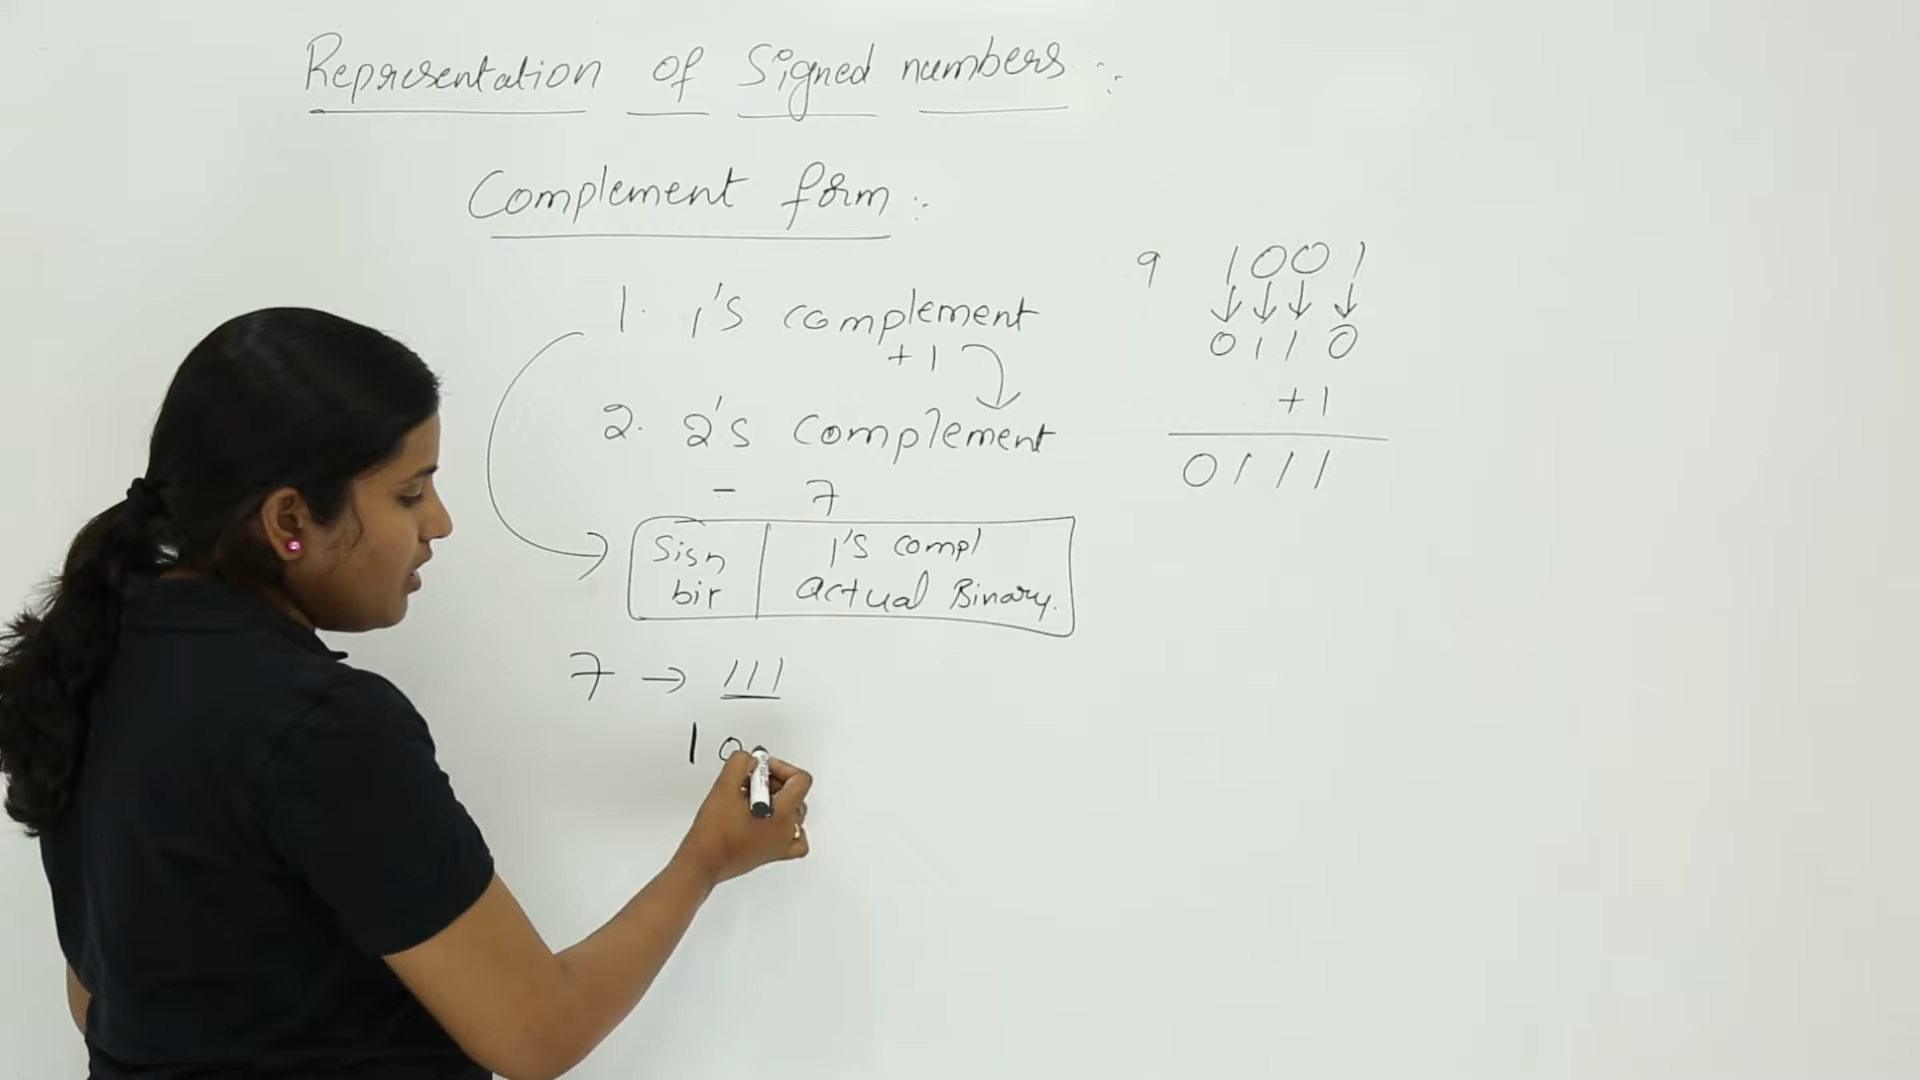 Representation of Signed numbers :
Complement form :
1. 1's complement
+1
2. 2's complement
- 7
Sign bit | 1's compl Actual Binary.
7 → 111
1 0
9 1001
↓ ↓ ↓ ↓
0110
+1
0111